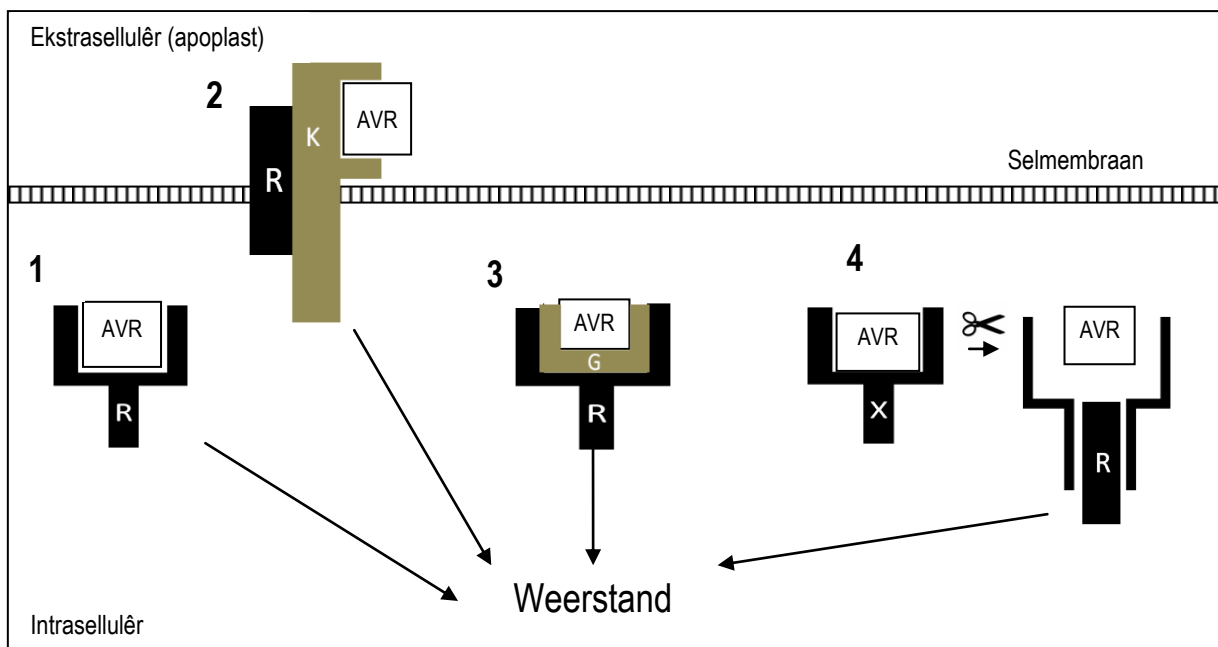 Ekstrasellulêr (apoplast)
2
K
AVR
R
Selmembraan
1
AVR
R
3
AVR
G
R
4
AVR
X
AVR
R
Weerstand
Intrasellulêr